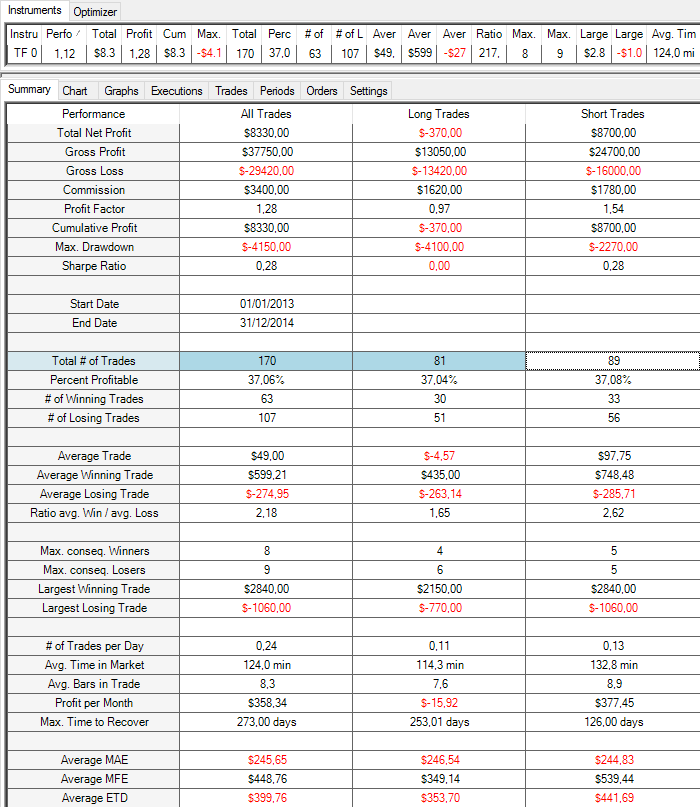 Instruments Optimizer
Instru Perfo Total Profit Cum Max. Total Perc # of # of L Aver Aver Aver Ratio Max. Max. Large Large Avg. Tim
TF 0 1,12 $8.3 1,28 $8.3 -$4.1 170 37,0 63 107 $49, $599 -$27 217, 8 9 $2.8 -$1.0 124,0 mi
Summary Chart Graphs Executions Trades Periods Orders Settings
Performance All Trades Long Trades Short Trades
Total Net Profit $8330,00 $-370,00 $8700,00
Gross Profit $37750,00 $13050,00 $24700,00
Gross Loss $-29420,00 $-13420,00 $-16000,00
Commission $3400,00 $1620,00 $1780,00
Profit Factor 1,28 0,97 1,54
Cumulative Profit $8330,00 $-370,00 $8700,00
Max. Drawdown $-4150,00 $-4100,00 $-2270,00
Sharpe Ratio 0,28 0,00 0,28
Start Date 01/01/2013
End Date 31/12/2014
Total # of Trades 170 81 89
Percent Profitable 37,06% 37,04% 37,08%
# of Winning Trades 63 30 33
# of Losing Trades 107 51 56
Average Trade $49,00 $-4,57 $97,75
Average Winning Trade $599,21 $435,00 $748,48
Average Losing Trade $-274,95 $-263,14 $-285,71
Ratio avg. Win / avg. Loss 2,18 1,65 2,62
Max. conseq. Winners 8 4 5
Max. conseq. Losers 9 6 5
Largest Winning Trade $2840,00 $2150,00 $2840,00
Largest Losing Trade $-1060,00 $-770,00 $-1060,00
# of Trades per Day 0,24 0,11 0,13
Avg. Time in Market 124,0 min 114,3 min 132,8 min
Avg. Bars in Trade 8,3 7,6 8,9
Profit per Month $358,34 $-15,92 $377,45
Max. Time to Recover 273,00 days 253,01 days 126,00 days
Average MAE $245,65 $246,54 $244,83
Average MFE $448,76 $349,14 $539,44
Average ETD $399,76 $353,70 $441,69